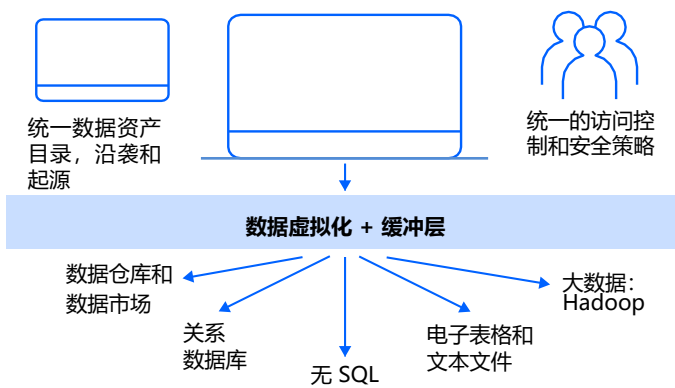 统一数据资产
目录，沿袭和
起源
统一的访问控
制和安全策略
数据虚拟化 + 缓冲层
数据仓库和
数据市场
关系
数据库
无 SQL
电子表格和
文本文件
大数据：
Hadoop